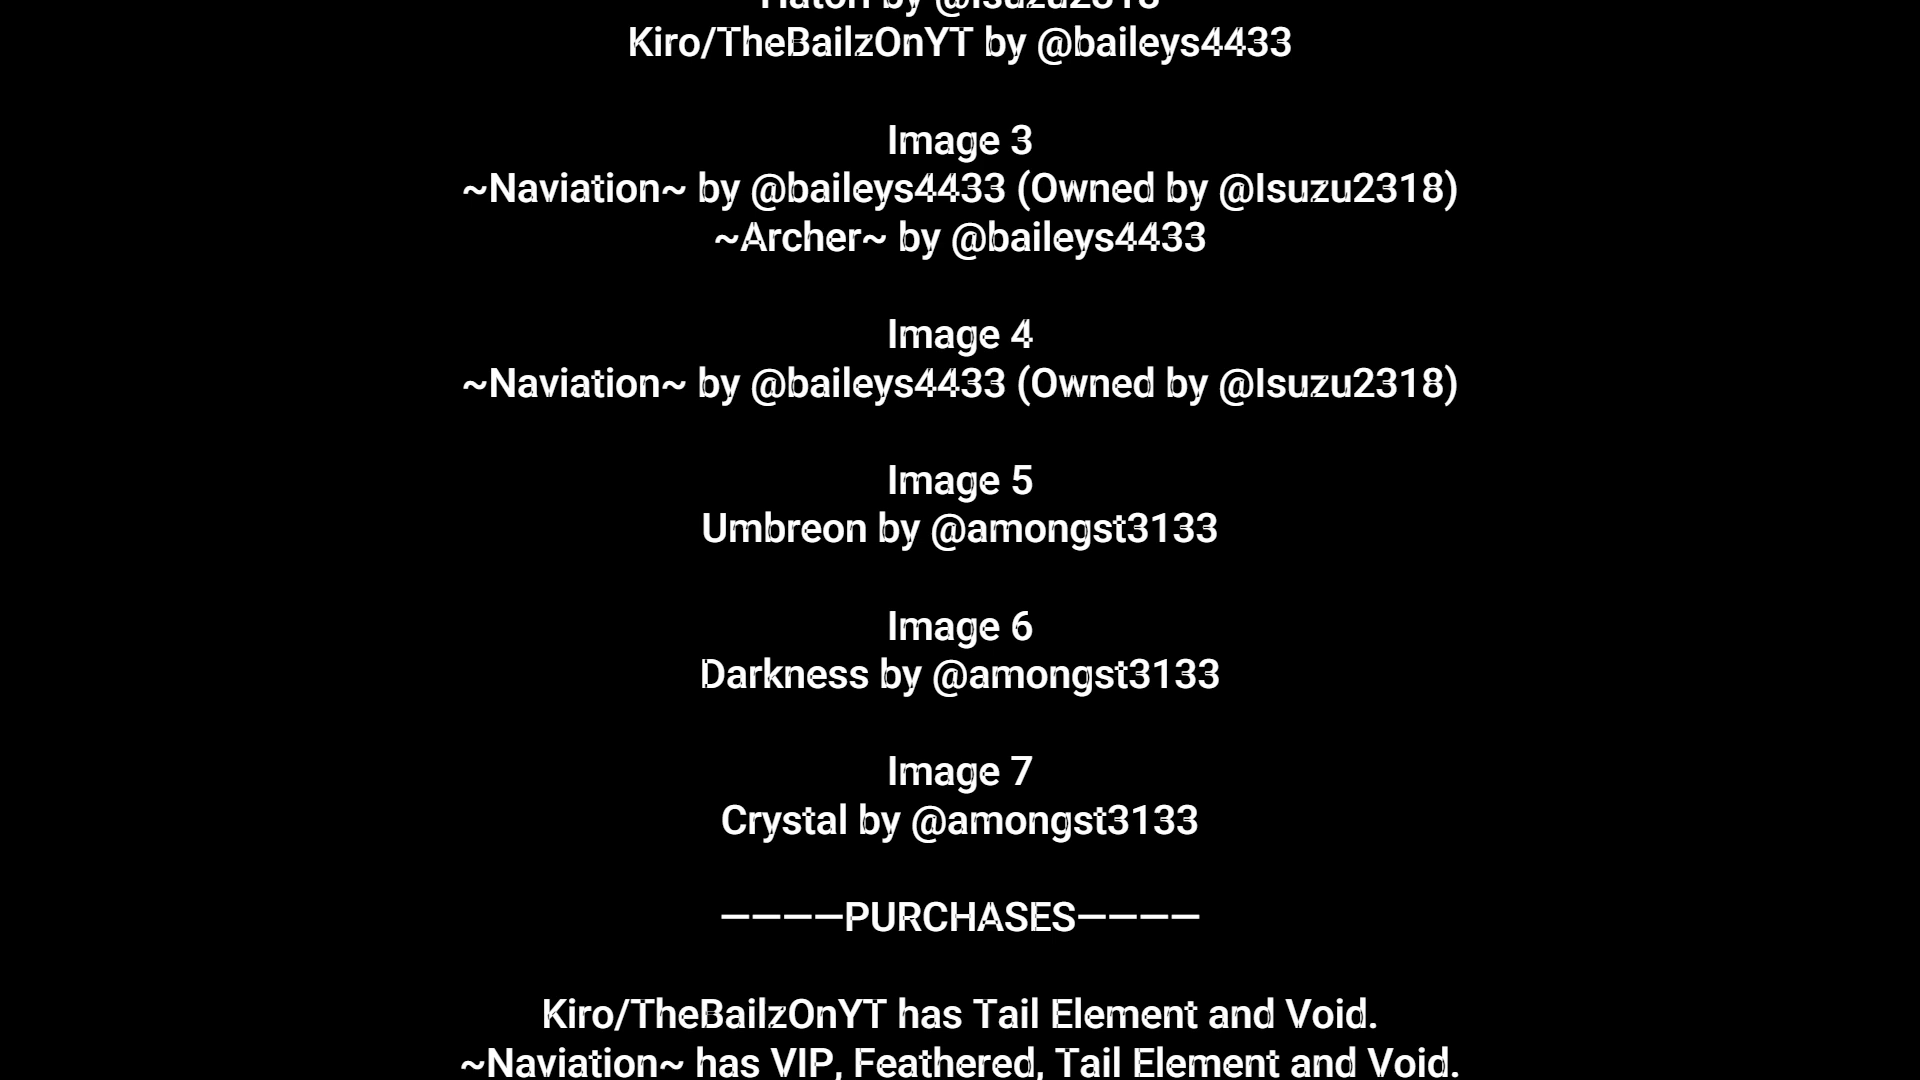 by @Isuzu2318
Kiro/TheBailzOnYT by @baileys4433
Image 3
~Naviation~ by @baileys4433 (Owned by @Isuzu2318)
~Archer~ by @baileys4433
Image 4
~Naviation~ by @baileys4433 (Owned by @Isuzu2318)
Image 5
Umbreon by @amongst3133
Image 6
Darkness by @amongst3133
Image 7
Crystal by @amongst3133
————PURCHASES————
Kiro/TheBailzOnYT has Tail Element and Void.
~Naviation~ has VIP, Feathered, Tail Element and Void.